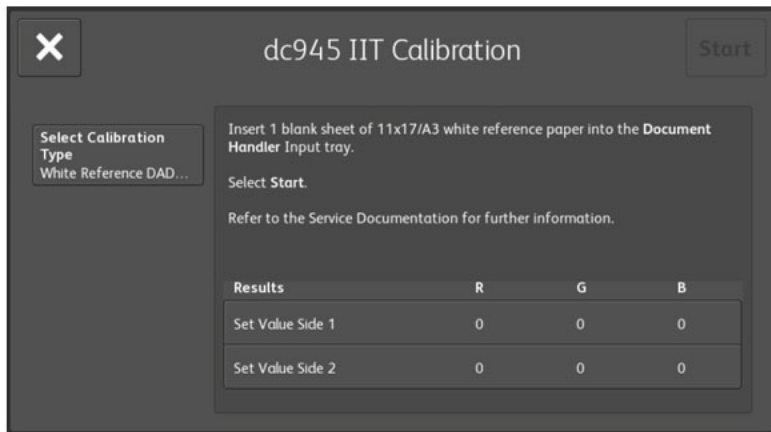 dc945 IIT Calibration
Start
Select Calibration
Type
White Reference DAD...
Insert 1 blank sheet of 11x17/A3 white reference paper into the Document
Handler Input tray.
Select Start.
Refer to the Service Documentation for further information.
Results R G B
Set Value Side 1 0 0 0
Set Value Side 2 0 0 0